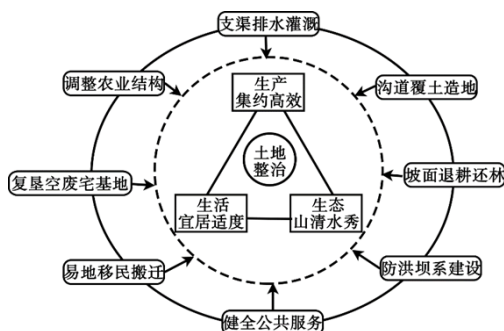 支渠排水灌溉
调整农业结构
沟道覆土造地
生产
集约高效
土地
整治
复垦空废宅基地
坡面退耕还林
生活
宜居适度
生态
山清水秀
易地移民搬迁
防洪坝系建设
健全公共服务